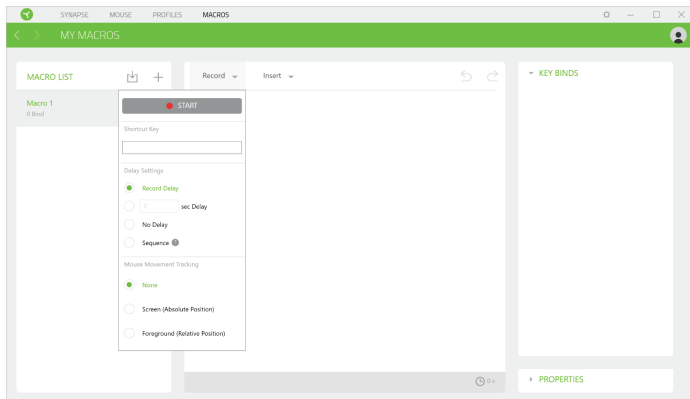 SYNAPSE MOUSE PROFILES MACROS
MY MACROS
MACRO LIST
Record
Insert
KEY BINDS
Macro 1
0 Bind
START
Shortcut Key
Delay Settings
Record Delay
0 sec Delay
No Delay
Sequence ?
Mouse Movement Tracking
None
Screen (Absolute Position)
Foreground (Relative Position)
0 s
PROPERTIES